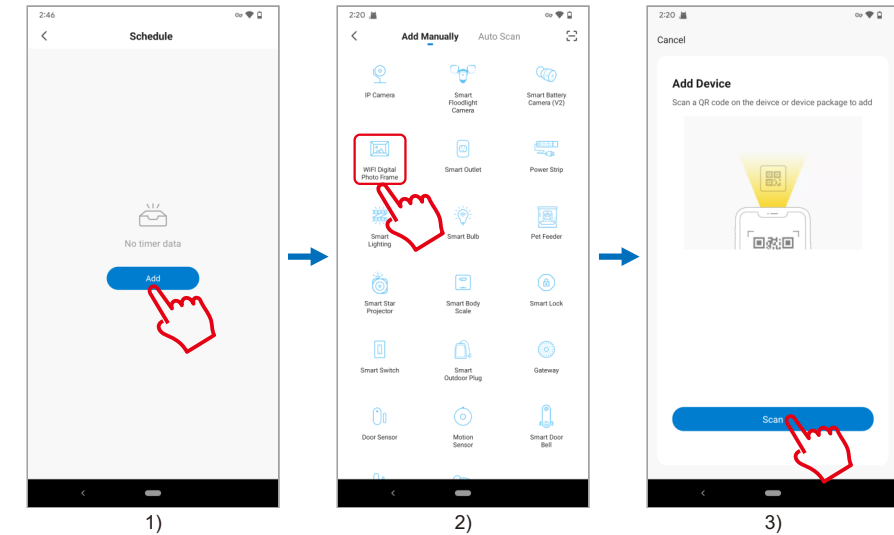 2:46
Schedule
No timer data
Add
1)
2:20
Add Manually
Auto Scan
IP Camera
Smart
Floodlight
Camera
Smart Battery
Camera (V2)
WIFI Digital
Photo Frame
Smart Outlet
Power Strip
Smart
Lighting
Smart Bulb
Pet Feeder
Smart Star
Projector
Smart Body
Scale
Smart Lock
Smart Switch
Smart
Outdoor Plug
Gateway
Door Sensor
Motion
Sensor
Smart Door
Bell
2)
2:20
Cancel
Add Device
Scan a QR code on the deivce or device package to add
Scan
3)